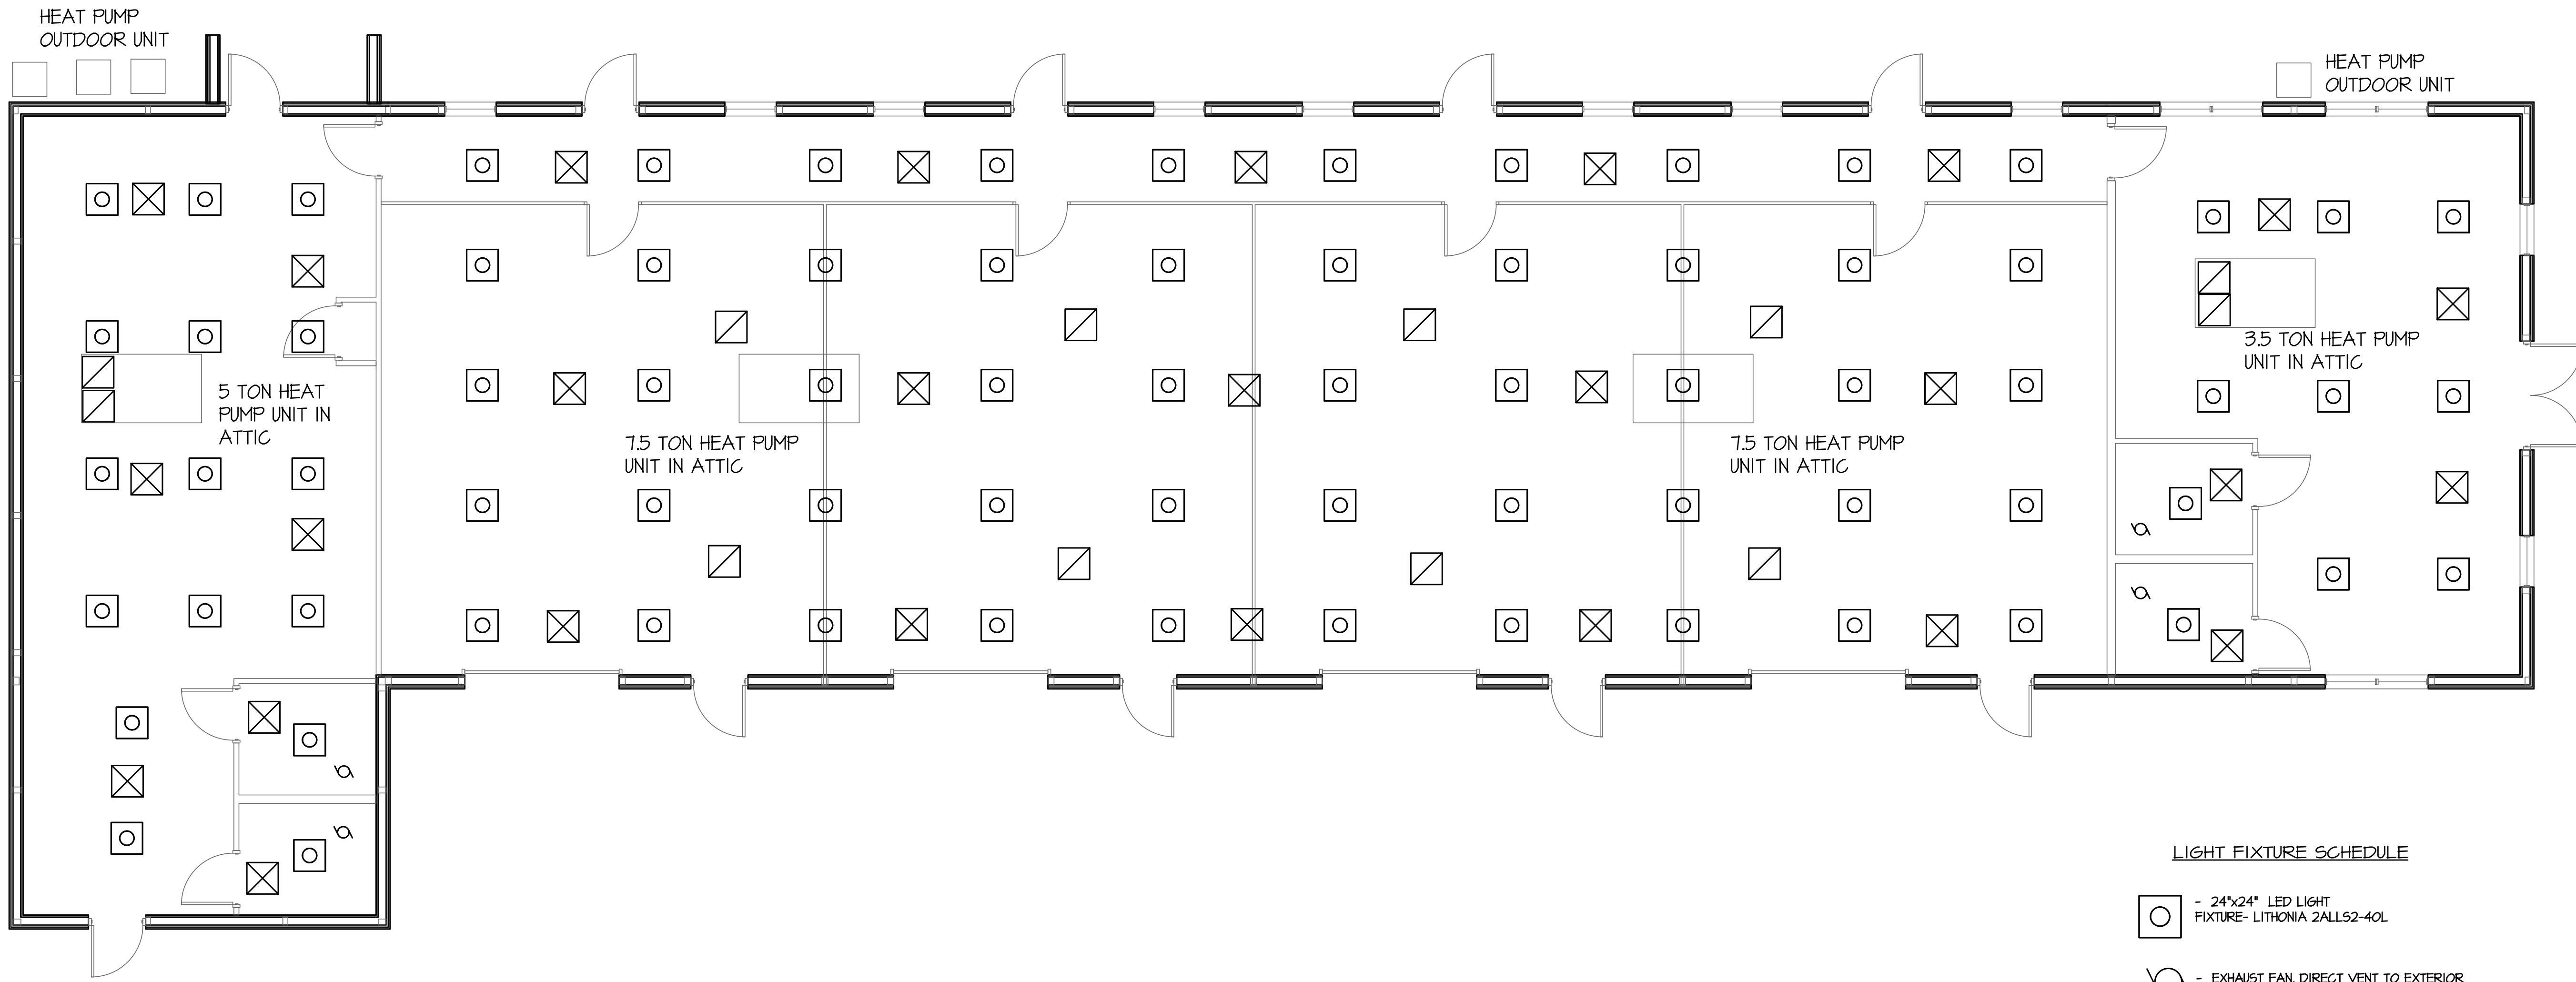 HEAT PUMP
OUTDOOR UNIT
HEAT PUMP
OUTDOOR UNIT
5 TON HEAT
PUMP UNIT IN
ATTIC
7.5 TON HEAT PUMP
UNIT IN ATTIC
7.5 TON HEAT PUMP
UNIT IN ATTIC
3.5 TON HEAT PUMP
UNIT IN ATTIC
LIGHT FIXTURE SCHEDULE
- 24"x24" LED LIGHT
FIXTURE- LITHONIA 2ALLS2-40L
- EXHAUST FAN, DIRECT VENT TO EXTERIOR